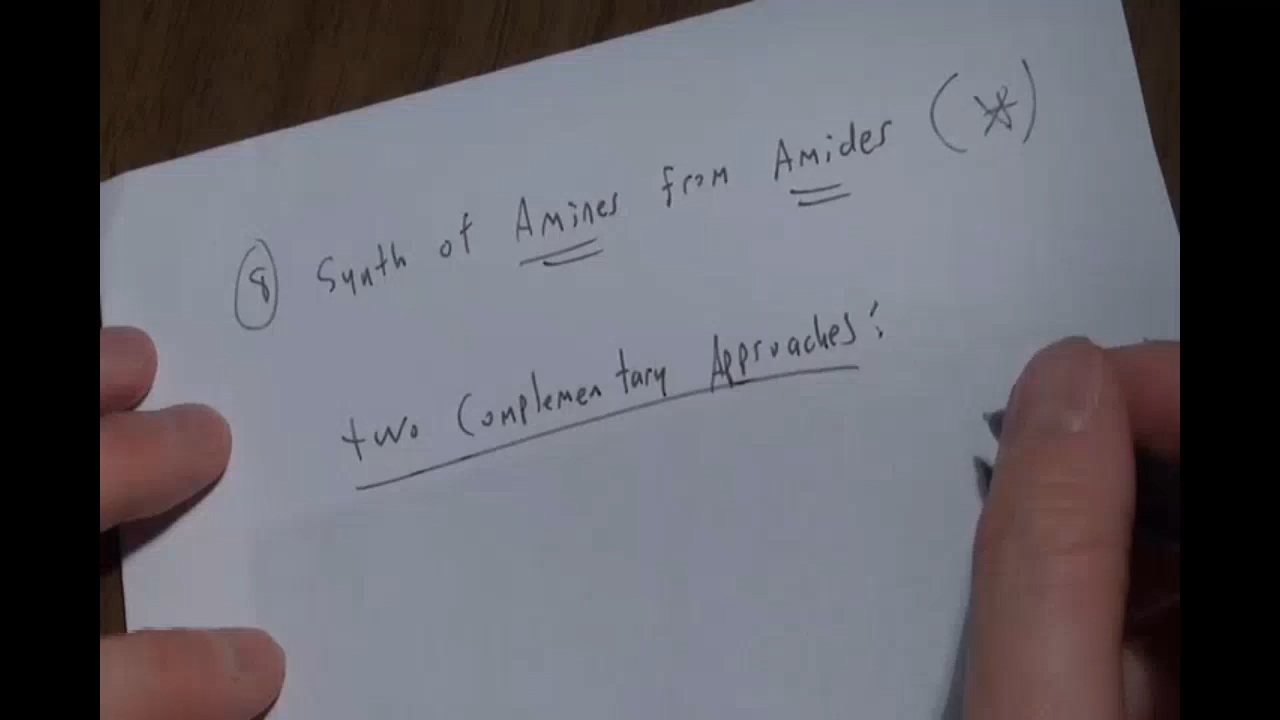 8 Synth of Amines from Amides (*)
two Complementary Approaches: